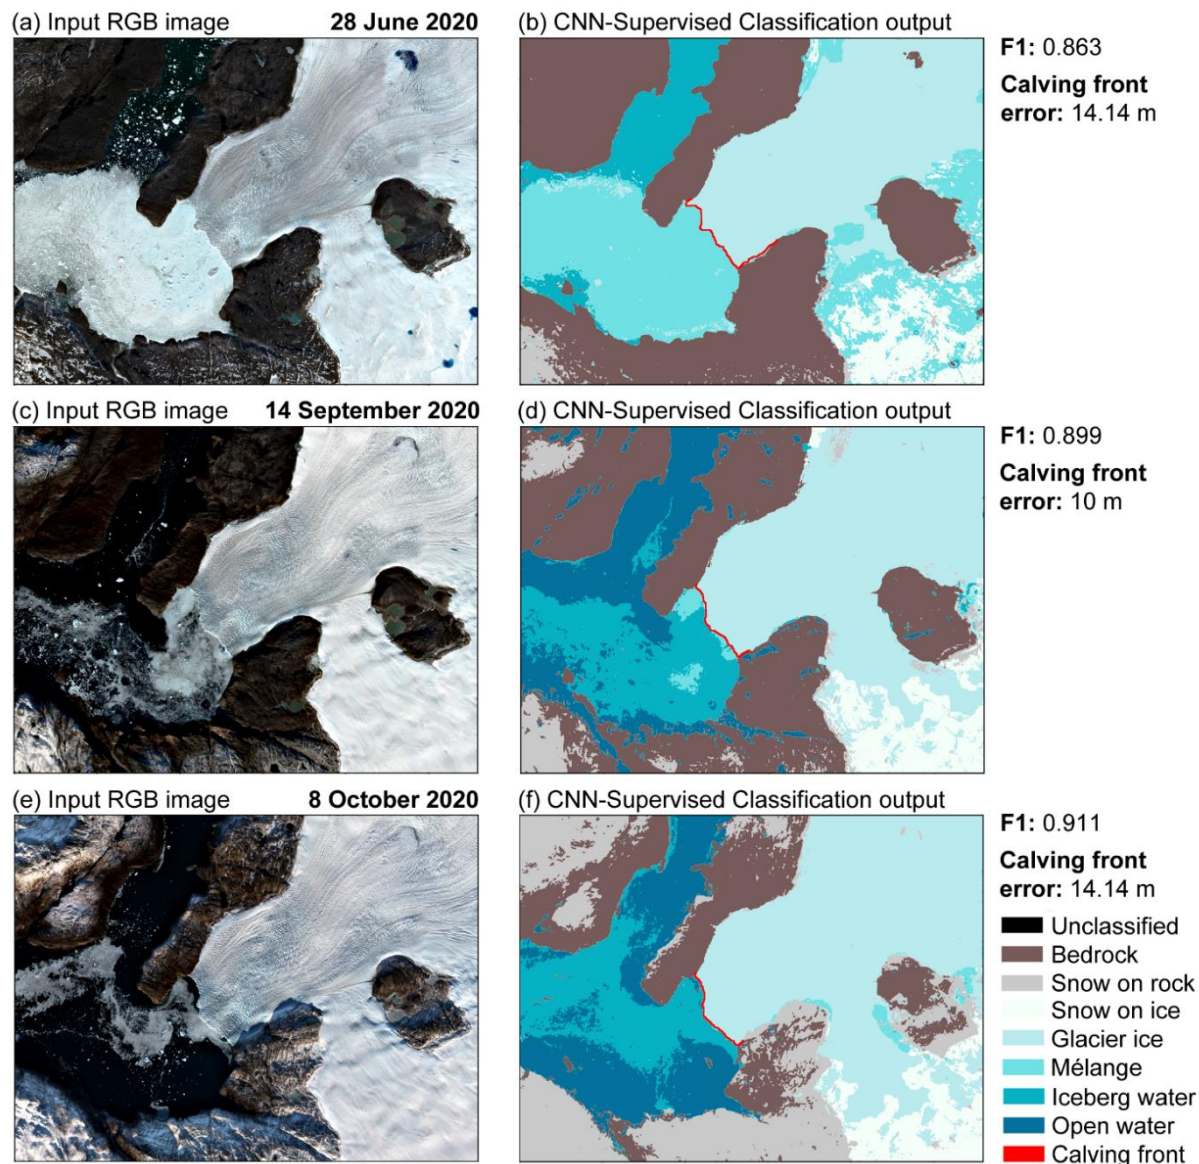 (a) Input RGB image 28 June 2020
(b) CNN-Supervised Classification output
F1: 0.863
Calving front
error: 14.14 m
(c) Input RGB image 14 September 2020
(d) CNN-Supervised Classification output
F1: 0.899
Calving front
error: 10 m
(e) Input RGB image 8 October 2020
(f) CNN-Supervised Classification output
F1: 0.911
Calving front
error: 14.14 m
Unclassified
Bedrock
Snow on rock
Snow on ice
Glacier ice
Mélange
Iceberg water
Open water
Calving front